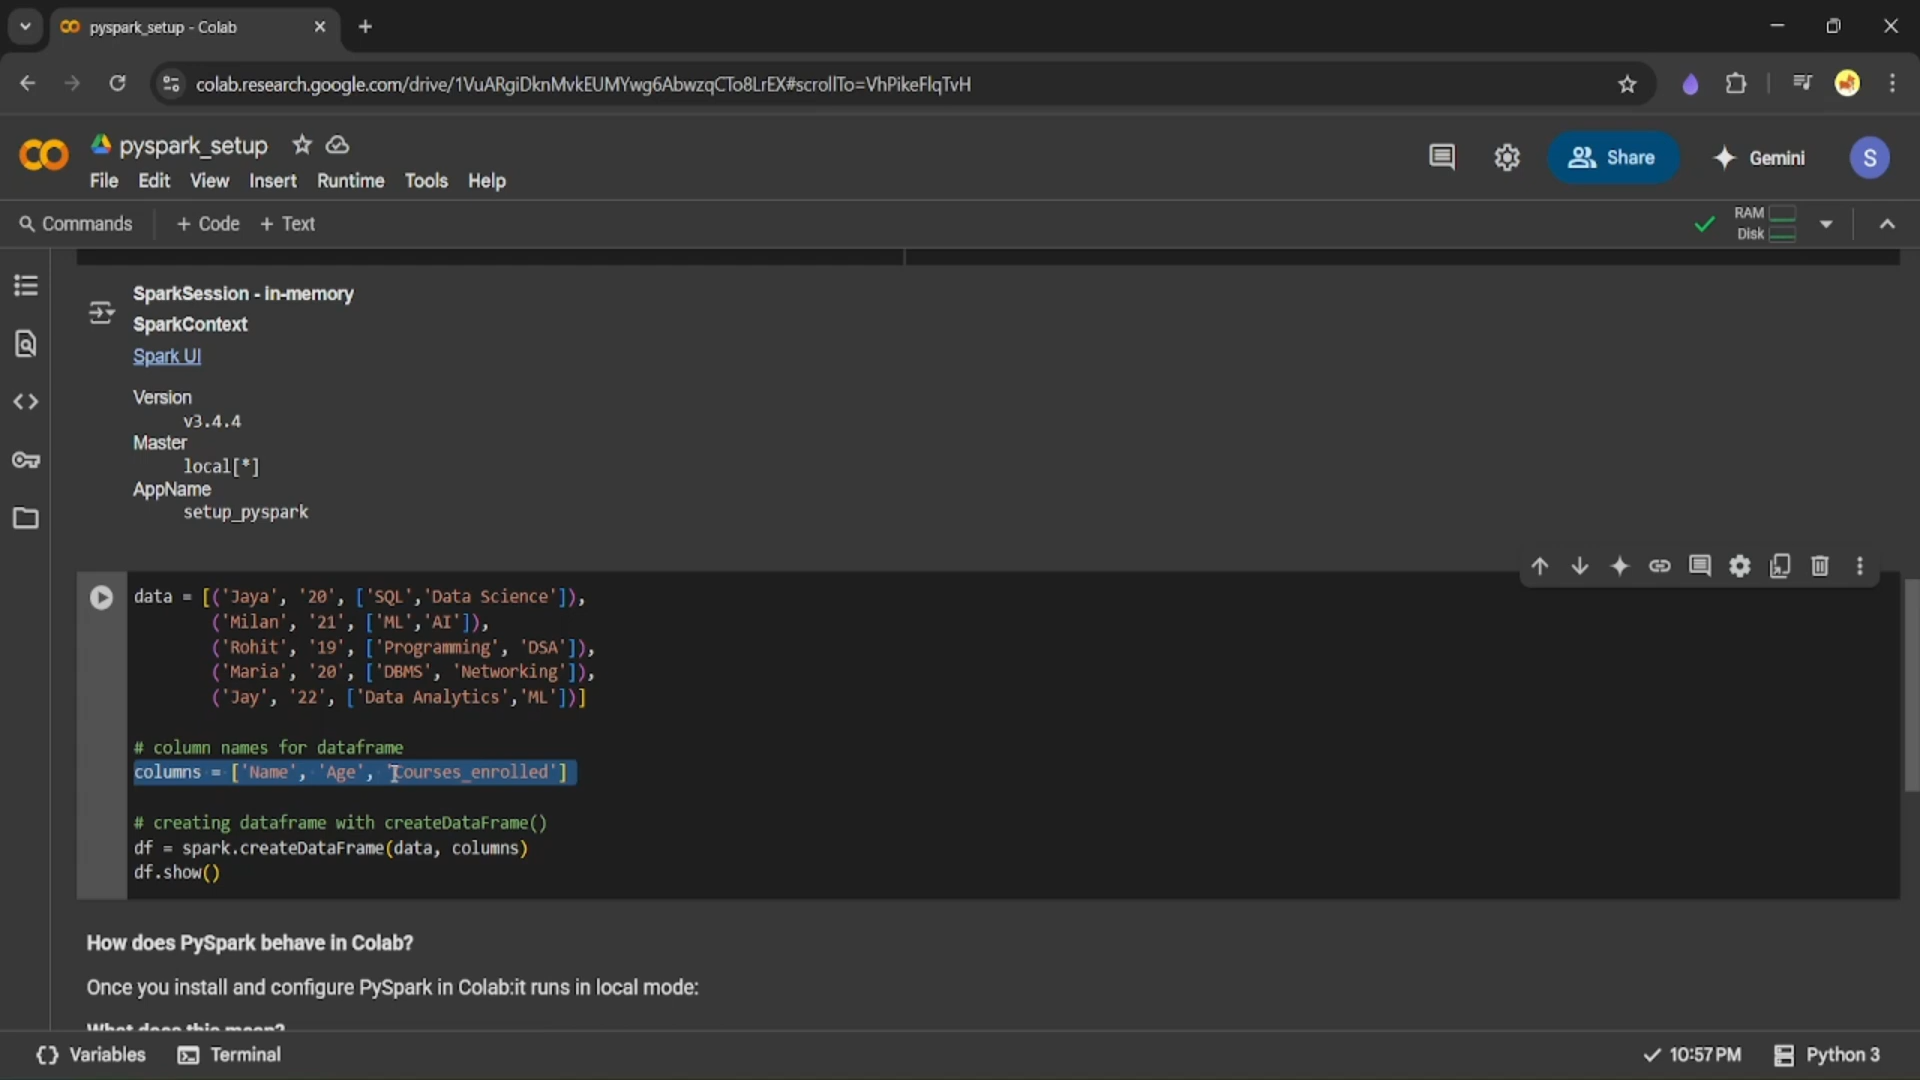 pyspark_setup - Colab
colab.research.google.com/drive/1VuARgiDknMvkEUMYwg6AbwzqCTo8LrEX#scrollTo=VhPikeFlqTvH
pyspark_setup
Share
Gemini
S
File Edit View Insert Runtime Tools Help
Commands + Code + Text
RAM
Disk
SparkSession - in-memory
SparkContext
Spark UI
Version
v3.4.4
Master
local[*]
AppName
setup_pyspark
data = [('Jaya', '20', ['SQL','Data Science']),
('Milan', '21', ['ML','AI']),
('Rohit', '19', ['Programming', 'DSA']),
('Maria', '20', ['DBMS', 'Networking']),
('Jay', '22', ['Data Analytics','ML'])]
# column names for dataframe
columns = ['Name', 'Age', 'Courses_enrolled']
# creating dataframe with createDataFrame()
df = spark.createDataFrame(data, columns)
df.show()
How does PySpark behave in Colab?
Once you install and configure PySpark in Colab:it runs in local mode:
What does this mean?
Variables Terminal
10:57 PM Python 3